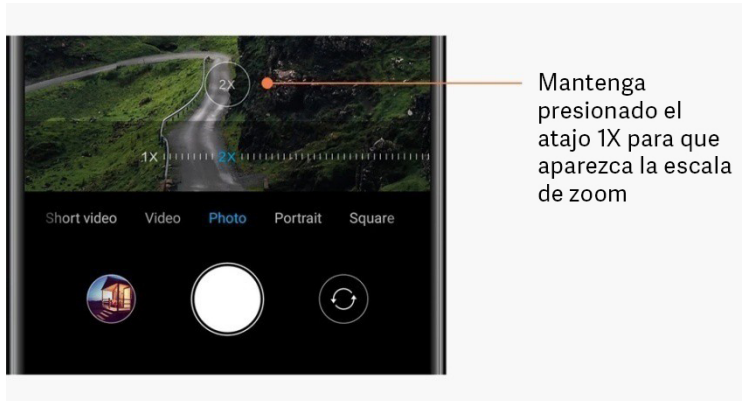 2X
1X 2X
Short video Video Photo Portrait Square
Mantenga
presionado el
atajo 1X para que
aparezca la escala
de zoom